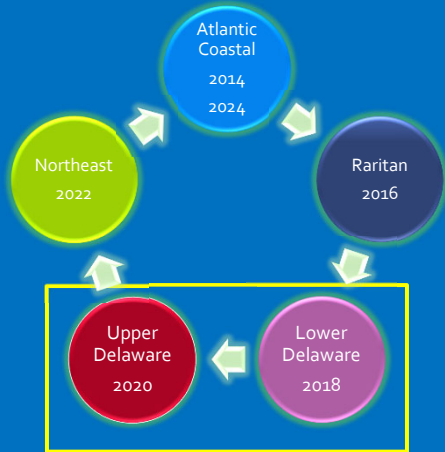 Atlantic
Coastal
2014
2024
Northeast
2022
Raritan
2016
Upper
Delaware
2020
Lower
Delaware
2018